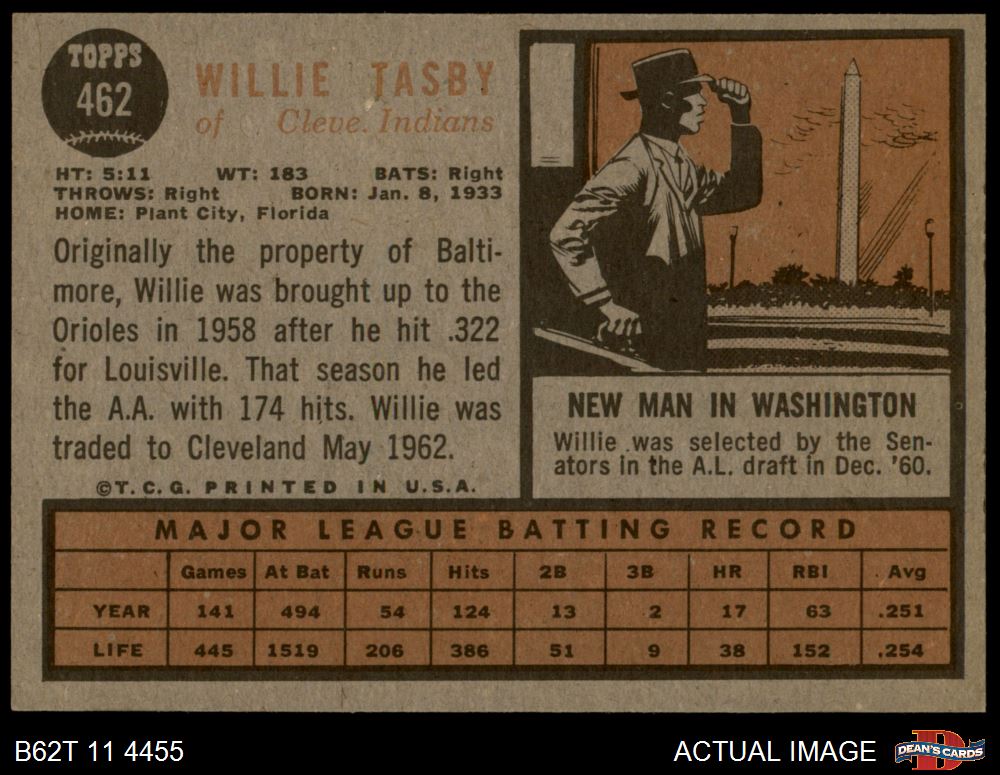 TOPPS
462
WILLIE TASBY
of Cleve. Indians
HT: 5:11 WT: 183 BATS: Right
THROWS: Right BORN: Jan. 8, 1933
HOME: Plant City, Florida
Originally the property of Balti-
more, Willie was brought up to the
Orioles in 1958 after he hit .322
for Louisville. That season he led
the A.A. with 174 hits. Willie was
traded to Cleveland May 1962.
©T.C.G. PRINTED IN U.S.A.
NEW MAN IN WASHINGTON
Willie was selected by the Sen-
ators in the A.L. draft in Dec. '60.
MAJOR LEAGUE BATTING RECORD
Games At Bat Runs Hits 2B 3B HR RBI Avg
YEAR 141 494 54 124 13 2 17 63 .251
LIFE 445 1519 206 386 51 9 38 152 .254
B62T 11 4455
ACTUAL IMAGE
DEAN'S CARDS